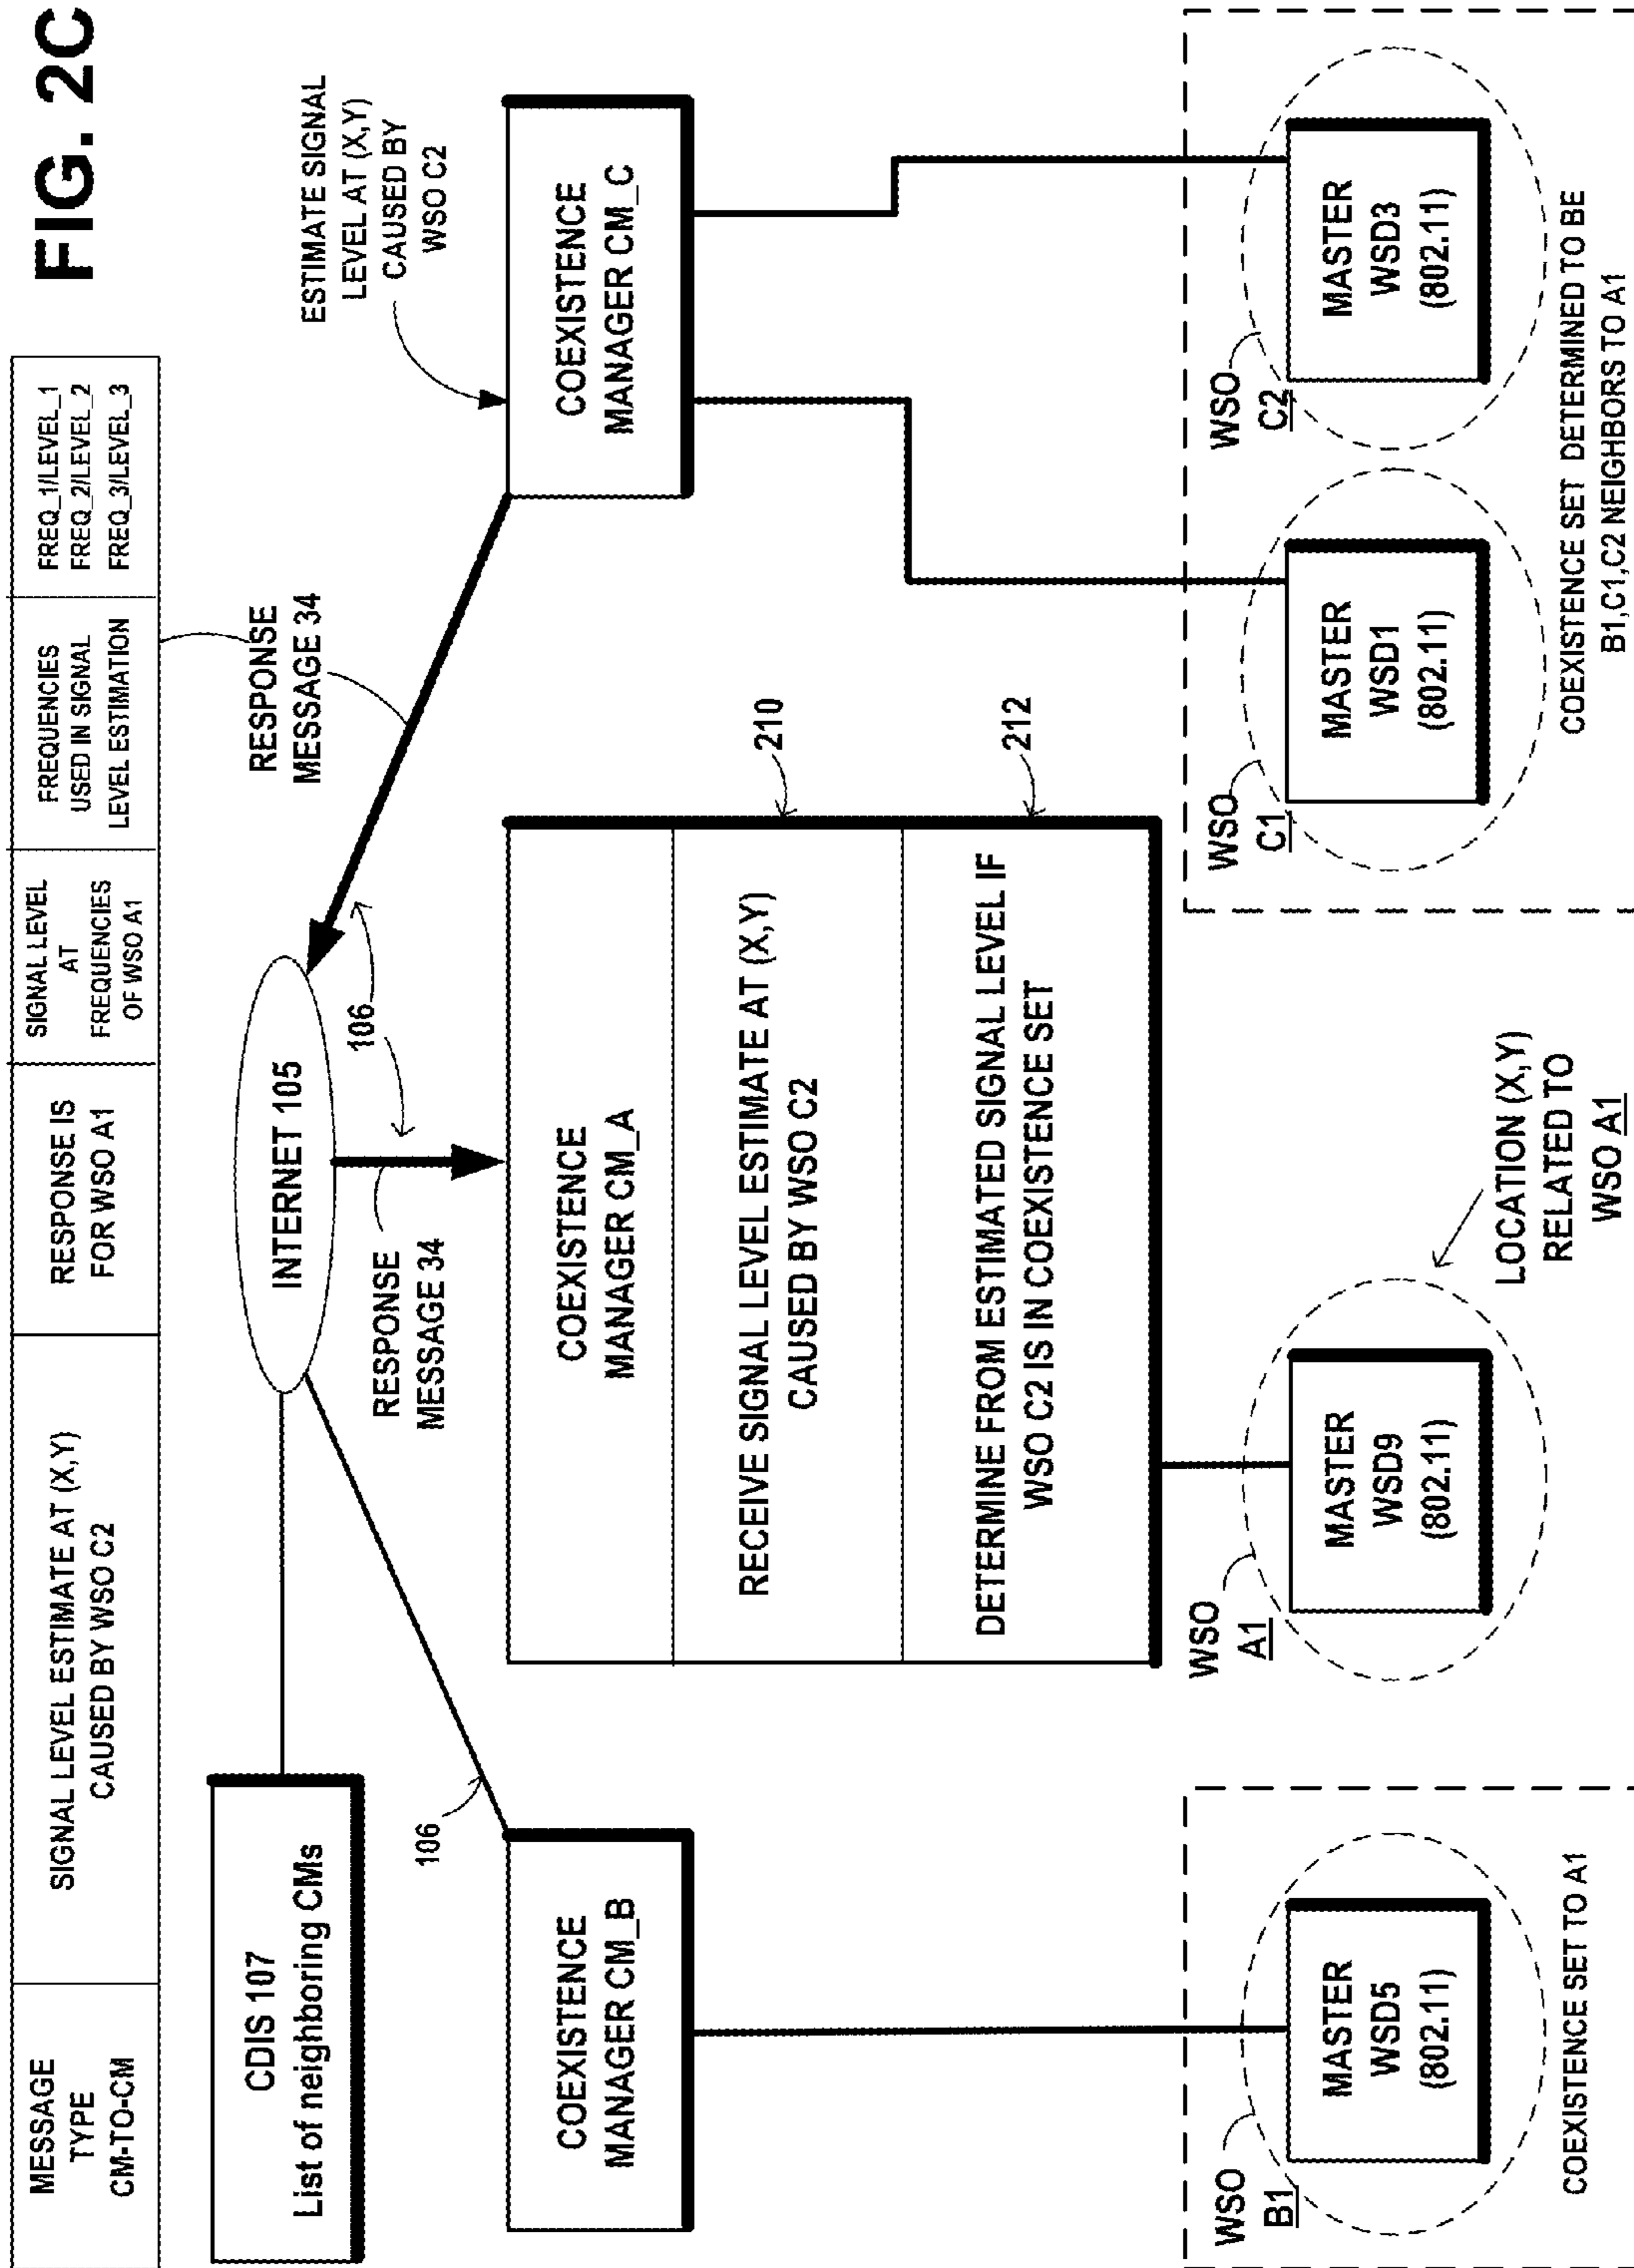 FIG. 2C
MESSAGE
TYPE
CM-TO-CM
SIGNAL LEVEL ESTIMATE AT (X,Y)
CAUSED BY WSO C2
RESPONSE IS
FOR WSO A1
SIGNAL LEVEL
AT
FREQUENCIES
OF WSO A1
FREQUENCIES
USED IN SIGNAL
LEVEL ESTIMATION
FREQ_1/LEVEL_1
FREQ_2/LEVEL_2
FREQ_3/LEVEL_3
CDIS 107
List of neighboring CMs
INTERNET 105
RESPONSE
MESSAGE 34
ESTIMATE SIGNAL
LEVEL AT (X,Y)
CAUSED BY
WSO C2
106
106
RESPONSE
MESSAGE 34
COEXISTENCE
MANAGER CM_B
COEXISTENCE
MANAGER CM_A
RECEIVE SIGNAL LEVEL ESTIMATE AT (X,Y)
CAUSED BY WSO C2
210
DETERMINE FROM ESTIMATED SIGNAL LEVEL IF
WSO C2 IS IN COEXISTENCE SET
212
COEXISTENCE
MANAGER CM_C
WSO
B1
MASTER
WSD5
(802.11)
COEXISTENCE SET TO A1
WSO
A1
MASTER
WSD9
(802.11)
LOCATION (X,Y)
RELATED TO
WSO A1
WSO
C1
MASTER
WSD1
(802.11)
WSO
C2
MASTER
WSD3
(802.11)
COEXISTENCE SET DETERMINED TO BE
B1,C1,C2 NEIGHBORS TO A1